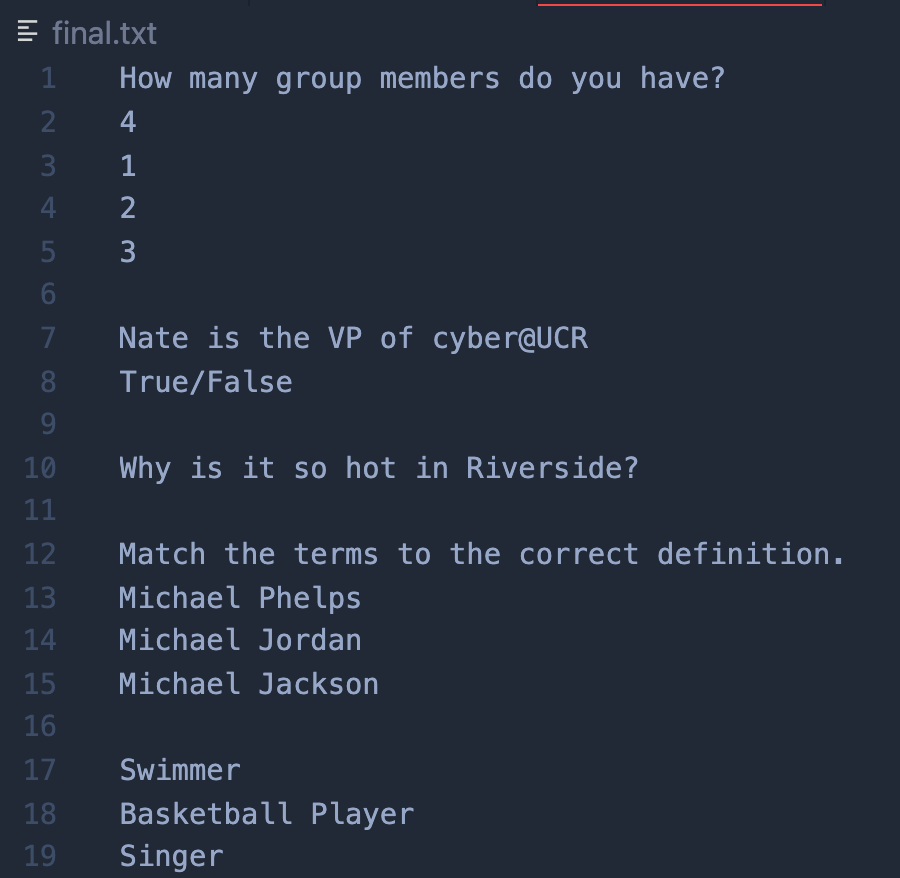 final.txt
1 How many group members do you have?
2 4
3 1
4 2
5 3
6
7 Nate is the VP of cyber@UCR
8 True/False
9
10 Why is it so hot in Riverside?
11
12 Match the terms to the correct definition.
13 Michael Phelps
14 Michael Jordan
15 Michael Jackson
16
17 Swimmer
18 Basketball Player
19 Singer